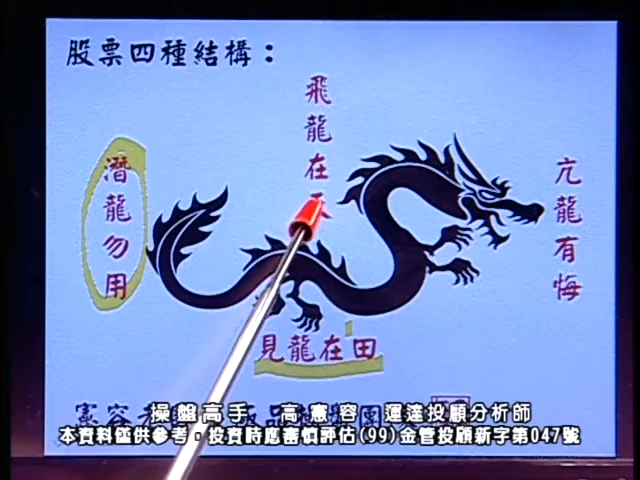 股票四種結構：
飛龍在
潛龍勿用
亢龍有悔
見龍在田
操盤高手 高憲容 運達投顧分析師
本資料僅供參考，投資時應審慎評估(99)金管投顧新字第047號